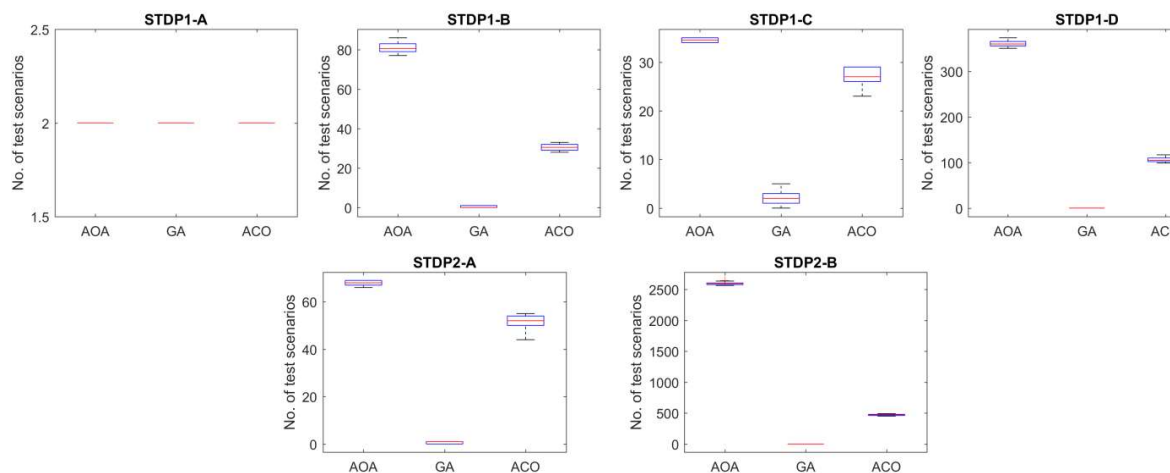 STDP1-A
No. of test scenarios
2.5
2
1.5
AOA GA ACO
STDP1-B
No. of test scenarios
80
60
40
20
0
AOA GA ACO
STDP1-C
No. of test scenarios
30
20
10
0
AOA GA ACO
STDP1-D
No. of test scenarios
300
200
100
0
AOA GA AC
STDP2-A
No. of test scenarios
60
40
20
0
AOA GA ACO
STDP2-B
No. of test scenarios
2500
2000
1500
1000
500
0
AOA GA ACO